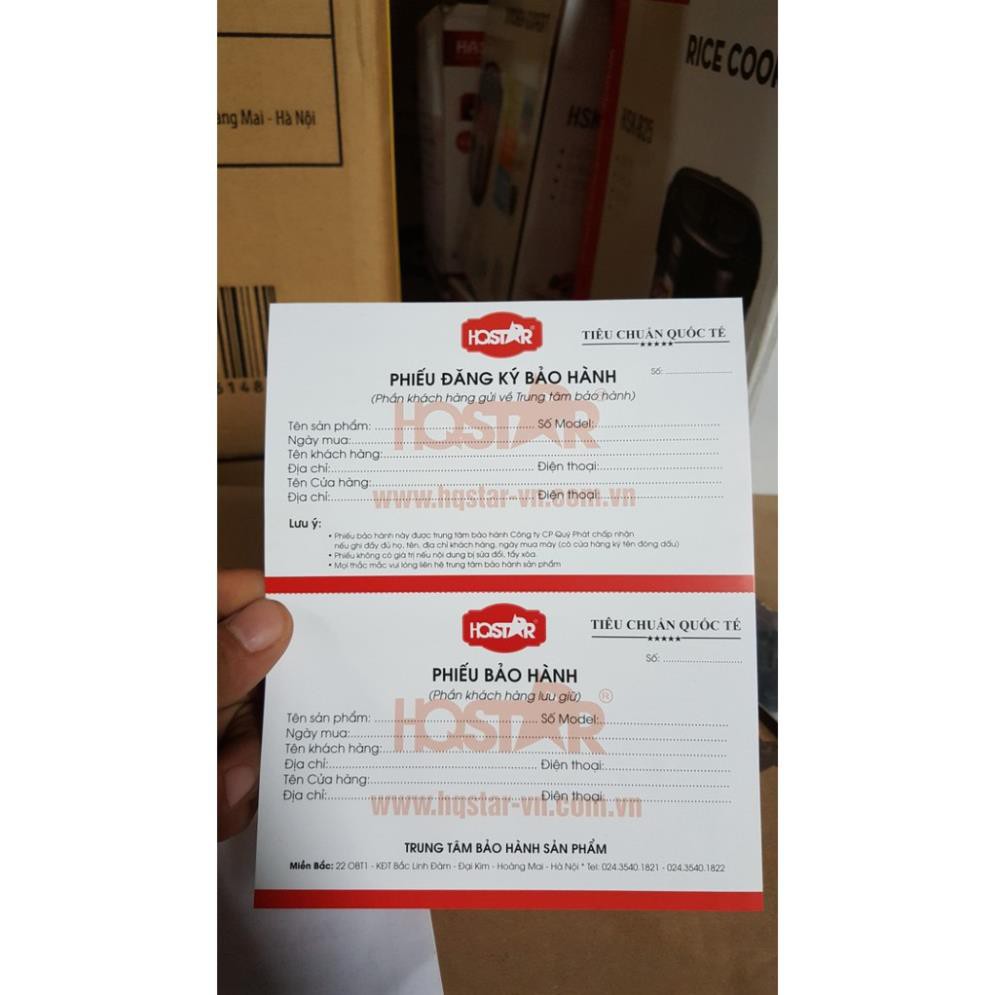 ng Mai - Hà Nội
6148
HAS
HSK-825
RICE COO
HQSTAR®
TIÊU CHUẨN QUỐC TẾ
★★★★★
PHIẾU ĐĂNG KÝ BẢO HÀNH
Số: ........................
(Phần khách hàng gửi về Trung tâm bảo hành)
HQSTAR®
Tên sản phẩm: ........................ Số Model: ........................
Ngày mua: ........................
Tên khách hàng: ........................
Địa chỉ: ........................ Điện thoại: ........................
Tên Cửa hàng: ........................
Địa chỉ: ........................ Điện thoại: ........................
www.hqstar-vn.com.vn
Lưu ý:
• Phiếu bảo hành này được trung tâm bảo hành Công ty CP Quý Phát chấp nhận
nếu ghi đầy đủ họ, tên, địa chỉ khách hàng, ngày mua máy (có cửa hàng ký tên đóng dấu)
• Phiếu không có giá trị nếu nội dung bị sửa đổi, tẩy xóa.
• Mọi thắc mắc vui lòng liên hệ trung tâm bảo hành sản phẩm
HQSTAR®
TIÊU CHUẨN QUỐC TẾ
★★★★★
Số: ........................
PHIẾU BẢO HÀNH
(Phần khách hàng lưu giữ)
HQSTAR®
Tên sản phẩm: ........................ Số Model: ........................
Ngày mua: ........................
Tên khách hàng: ........................
Địa chỉ: ........................ Điện thoại: ........................
Tên Cửa hàng: ........................
Địa chỉ: ........................ Điện thoại: ........................
www.hqstar-vn.com.vn
TRUNG TÂM BẢO HÀNH SẢN PHẨM
Miền Bắc: 22 OBT1 - KĐT Bắc Linh Đàm - Đại Kim - Hoàng Mai - Hà Nội * Tel: 024.3540.1821 - 024.3540.1822